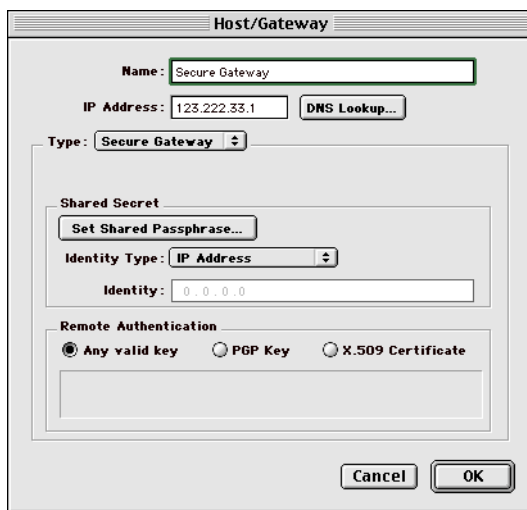 Host/Gateway
Name: Secure Gateway
IP Address: 123.222.33.1 DNS Lookup...
Type: Secure Gateway
Shared Secret
Set Shared Passphrase...
Identity Type: IP Address
Identity: 0.0.0.0
Remote Authentication
Any valid key PGP Key X.509 Certificate
Cancel OK